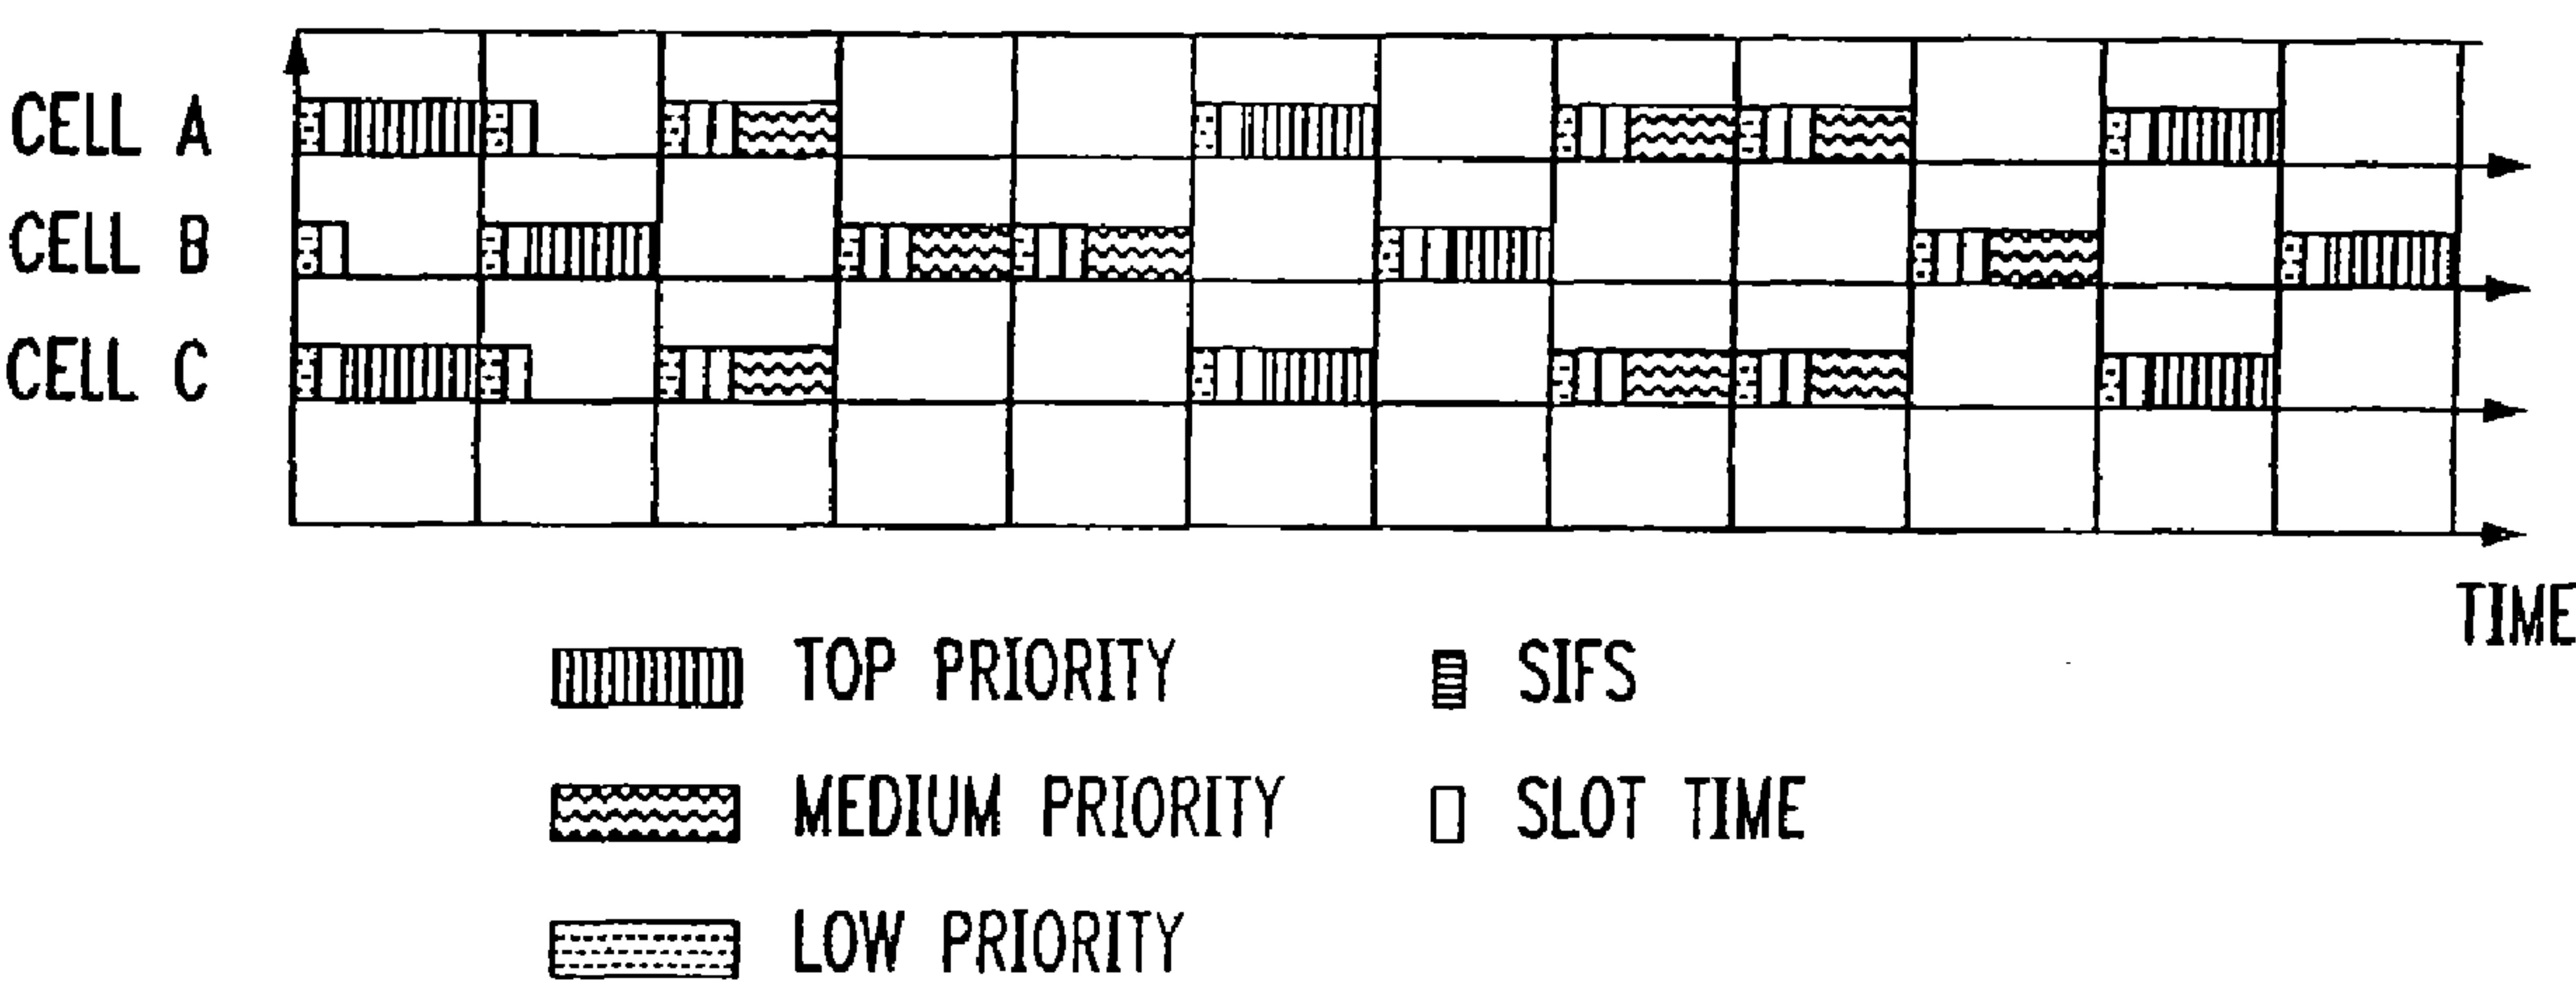 CELL A
CELL B
CELL C
TIME
TOP PRIORITY
SIFS
MEDIUM PRIORITY
SLOT TIME
LOW PRIORITY